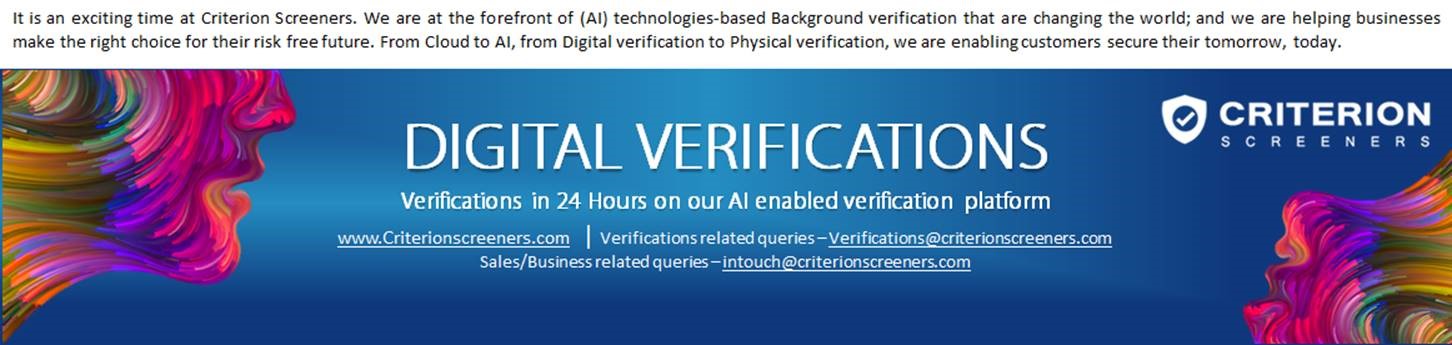 It is an exciting time at Criterion Screeners. We are at the forefront of (AI) technologies-based Background verification that are changing the world; and we are helping businesses
make the right choice for their risk free future. From Cloud to AI, from Digital verification to Physical verification, we are enabling customers secure their tomorrow, today.
CRITERION
SCREENERS
DIGITAL VERIFICATIONS
Verifications in 24 Hours on our AI enabled verification platform
www.Criterionscreeners.com | Verifications related queries – Verifications@criterionscreeners.com
Sales/Business related queries – intouch@criterionscreeners.com